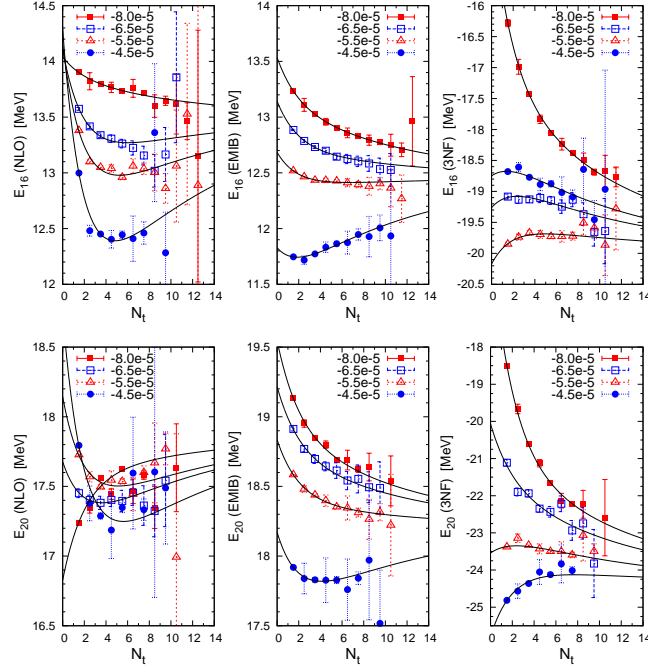 E16 (NLO) [MeV]
14.5
14
13.5
13
12.5
12
-8.0e-5
-6.5e-5
-5.5e-5
-4.5e-5
0 2 4 6 8 10 12 14
Nt
E16 (EMIB) [MeV]
14
13.5
13
12.5
12
11.5
-8.0e-5
-6.5e-5
-5.5e-5
-4.5e-5
0 2 4 6 8 10 12 14
Nt
E16 (3NF) [MeV]
-16
-16.5
-17
-17.5
-18
-18.5
-19
-19.5
-20
-20.5
-8.0e-5
-6.5e-5
-5.5e-5
-4.5e-5
0 2 4 6 8 10 12 14
Nt
E20 (NLO) [MeV]
18.5
18
17.5
17
16.5
-8.0e-5
-6.5e-5
-5.5e-5
-4.5e-5
0 2 4 6 8 10 12 14
Nt
E20 (EMIB) [MeV]
19.5
19
18.5
18
17.5
-8.0e-5
-6.5e-5
-5.5e-5
-4.5e-5
0 2 4 6 8 10 12 14
Nt
E20 (3NF) [MeV]
-18
-19
-20
-21
-22
-23
-24
-25
-8.0e-5
-6.5e-5
-5.5e-5
-4.5e-5
0 2 4 6 8 10 12 14
Nt